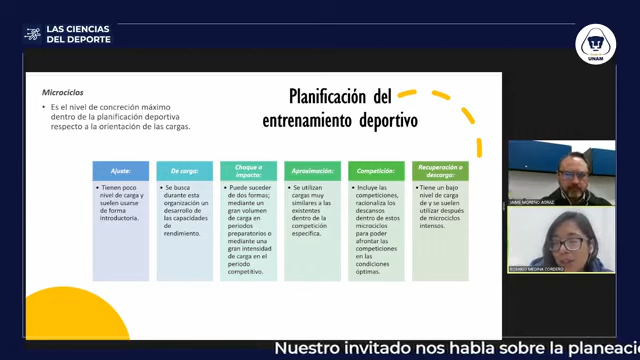 LAS CIENCIAS
DEL DEPORTE
UNAM
Microciclos
• Es el nivel de concreción máximo
dentro de la planificación deportiva
respecto a la orientación de las cargas.
Planificación del
entrenamiento deportivo
Ajuste:
• Tienen poco
nivel de carga y
suelen usarse
de forma
introductoria.
De carga:
• Se busca
durante esta
organización un
desarrollo de
las capacidades
de
rendimiento.
Choque o
impacto:
• Puede suceder
de dos formas;
mediante un
gran volumen
de carga en
periodos
preparatorios o
mediante una
gran intensidad
de carga en el
periodo
competitivo.
Aproximación:
• Se utilizan
cargas muy
similares a las
existentes
dentro de la
competición
específica.
Competición:
• Incluye las
competiciones,
racionaliza los
descansos
dentro de estos
microciclos
para poder
afrontar las
competiciones
en las
condiciones
óptimas.
Recuperación o
descarga:
• Tiene un bajo
nivel de carga
de y se suelen
utilizar después
de microciclos
intensos.
JAIME MORENO
ROSARIO MEDINA CORDERO
Nuestro invitado nos habla sobre la planeació